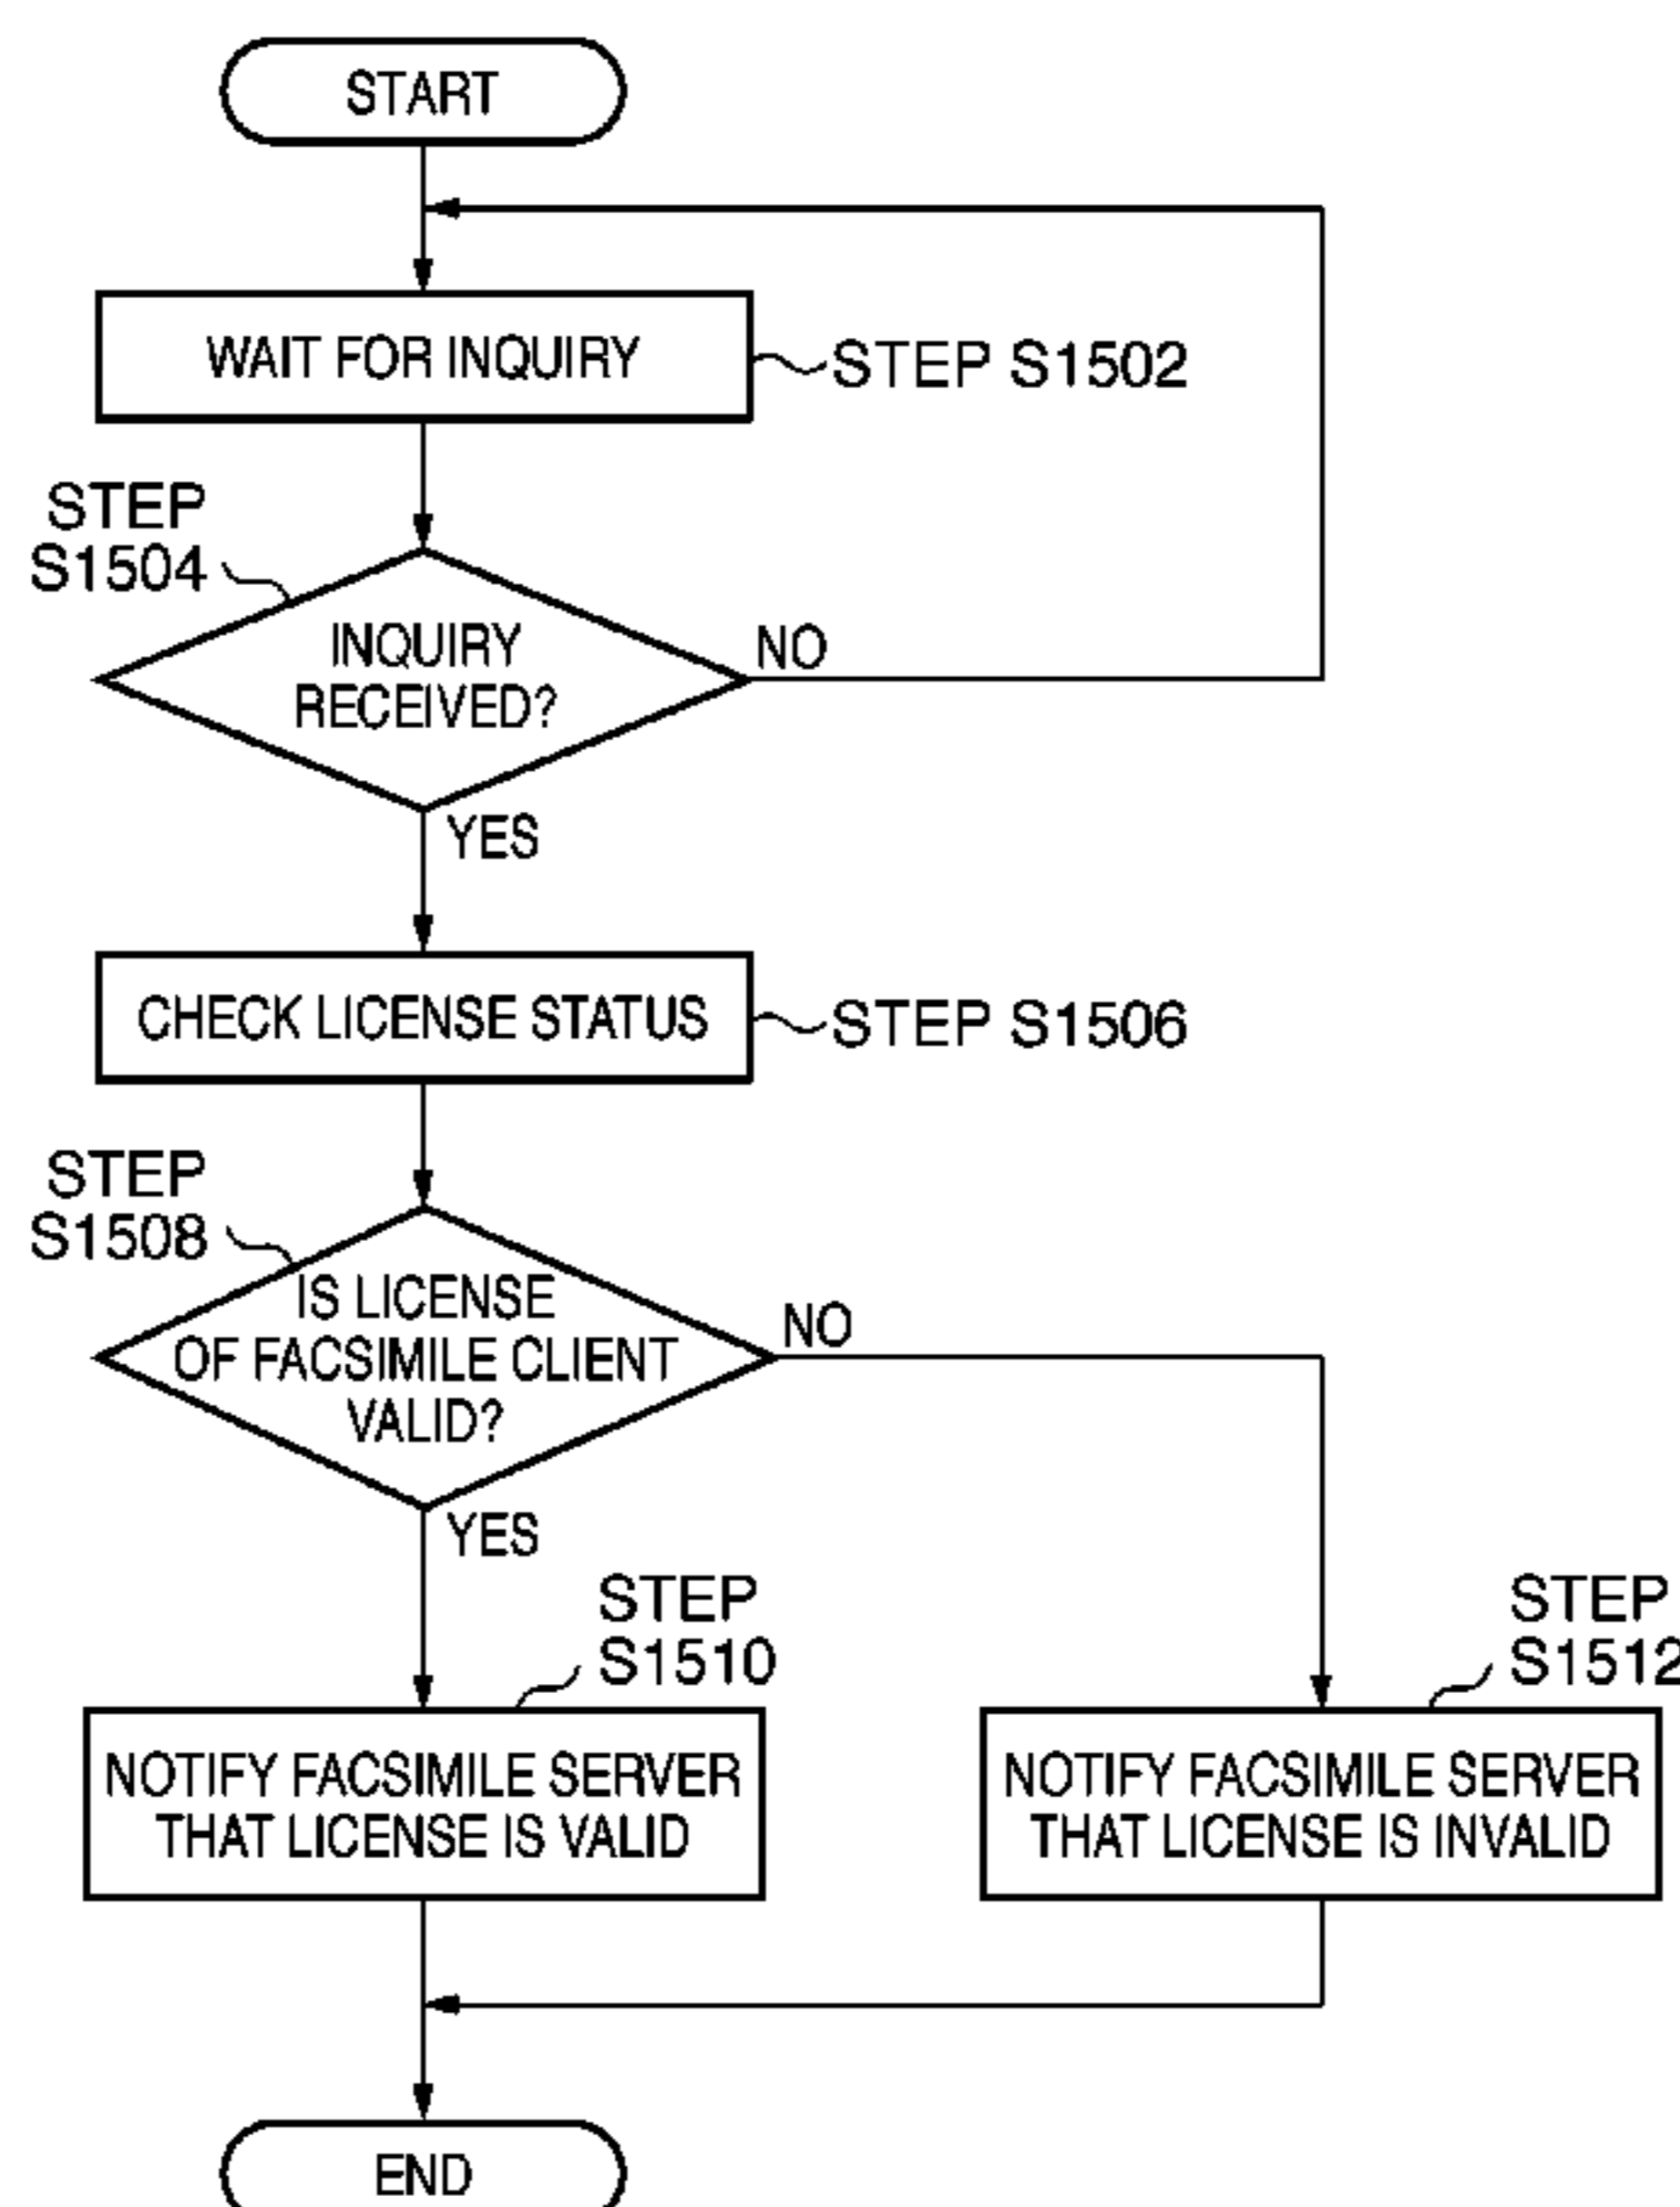 START
WAIT FOR INQUIRY
STEP S1502
STEP
S1504
INQUIRY
RECEIVED?
NO
YES
CHECK LICENSE STATUS
STEP S1506
STEP
S1508
IS LICENSE
OF FACSIMILE CLIENT
VALID?
NO
YES
STEP
S1510
NOTIFY FACSIMILE SERVER
THAT LICENSE IS VALID
STEP
S1512
NOTIFY FACSIMILE SERVER
THAT LICENSE IS INVALID
END